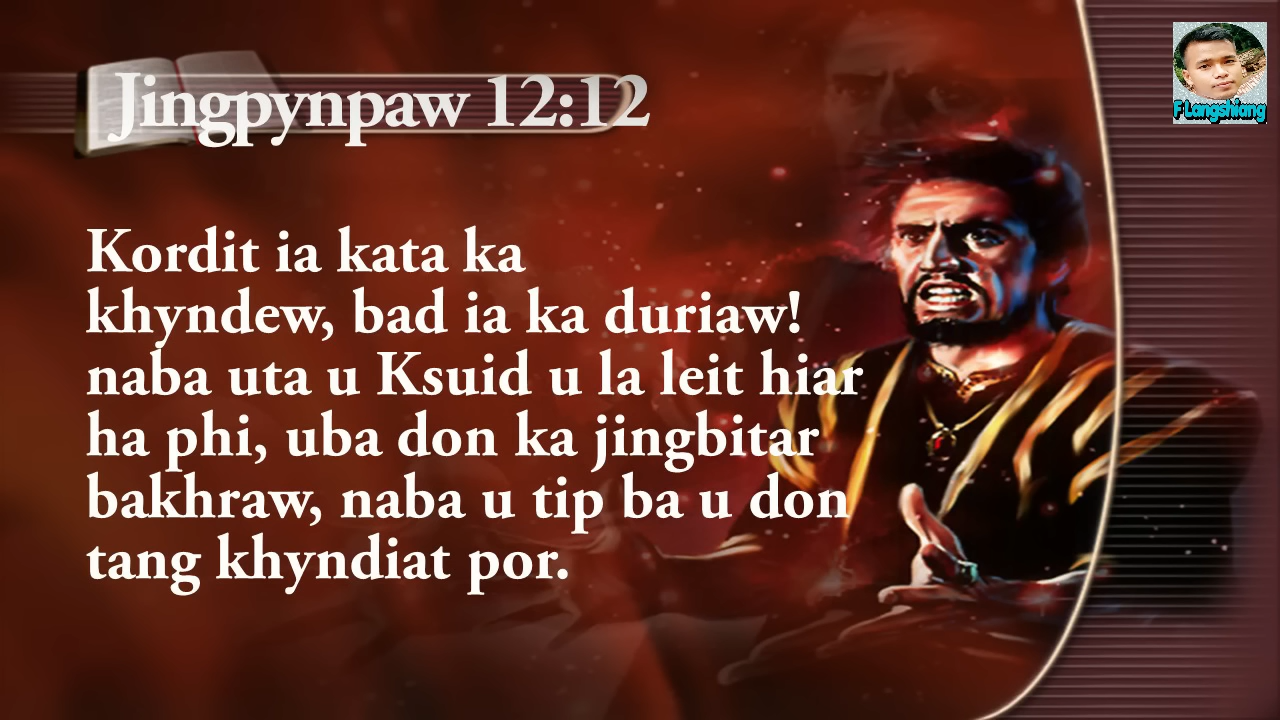 Jingpynpaw 12:12
F Langshiang
Kordit ia kata ka
khyndew, bad ia ka duriaw!
naba uta u Ksuid u la leit hiar
ha phi, uba don ka jingbitar
bakhraw, naba u tip ba u don
tang khyndiat por.